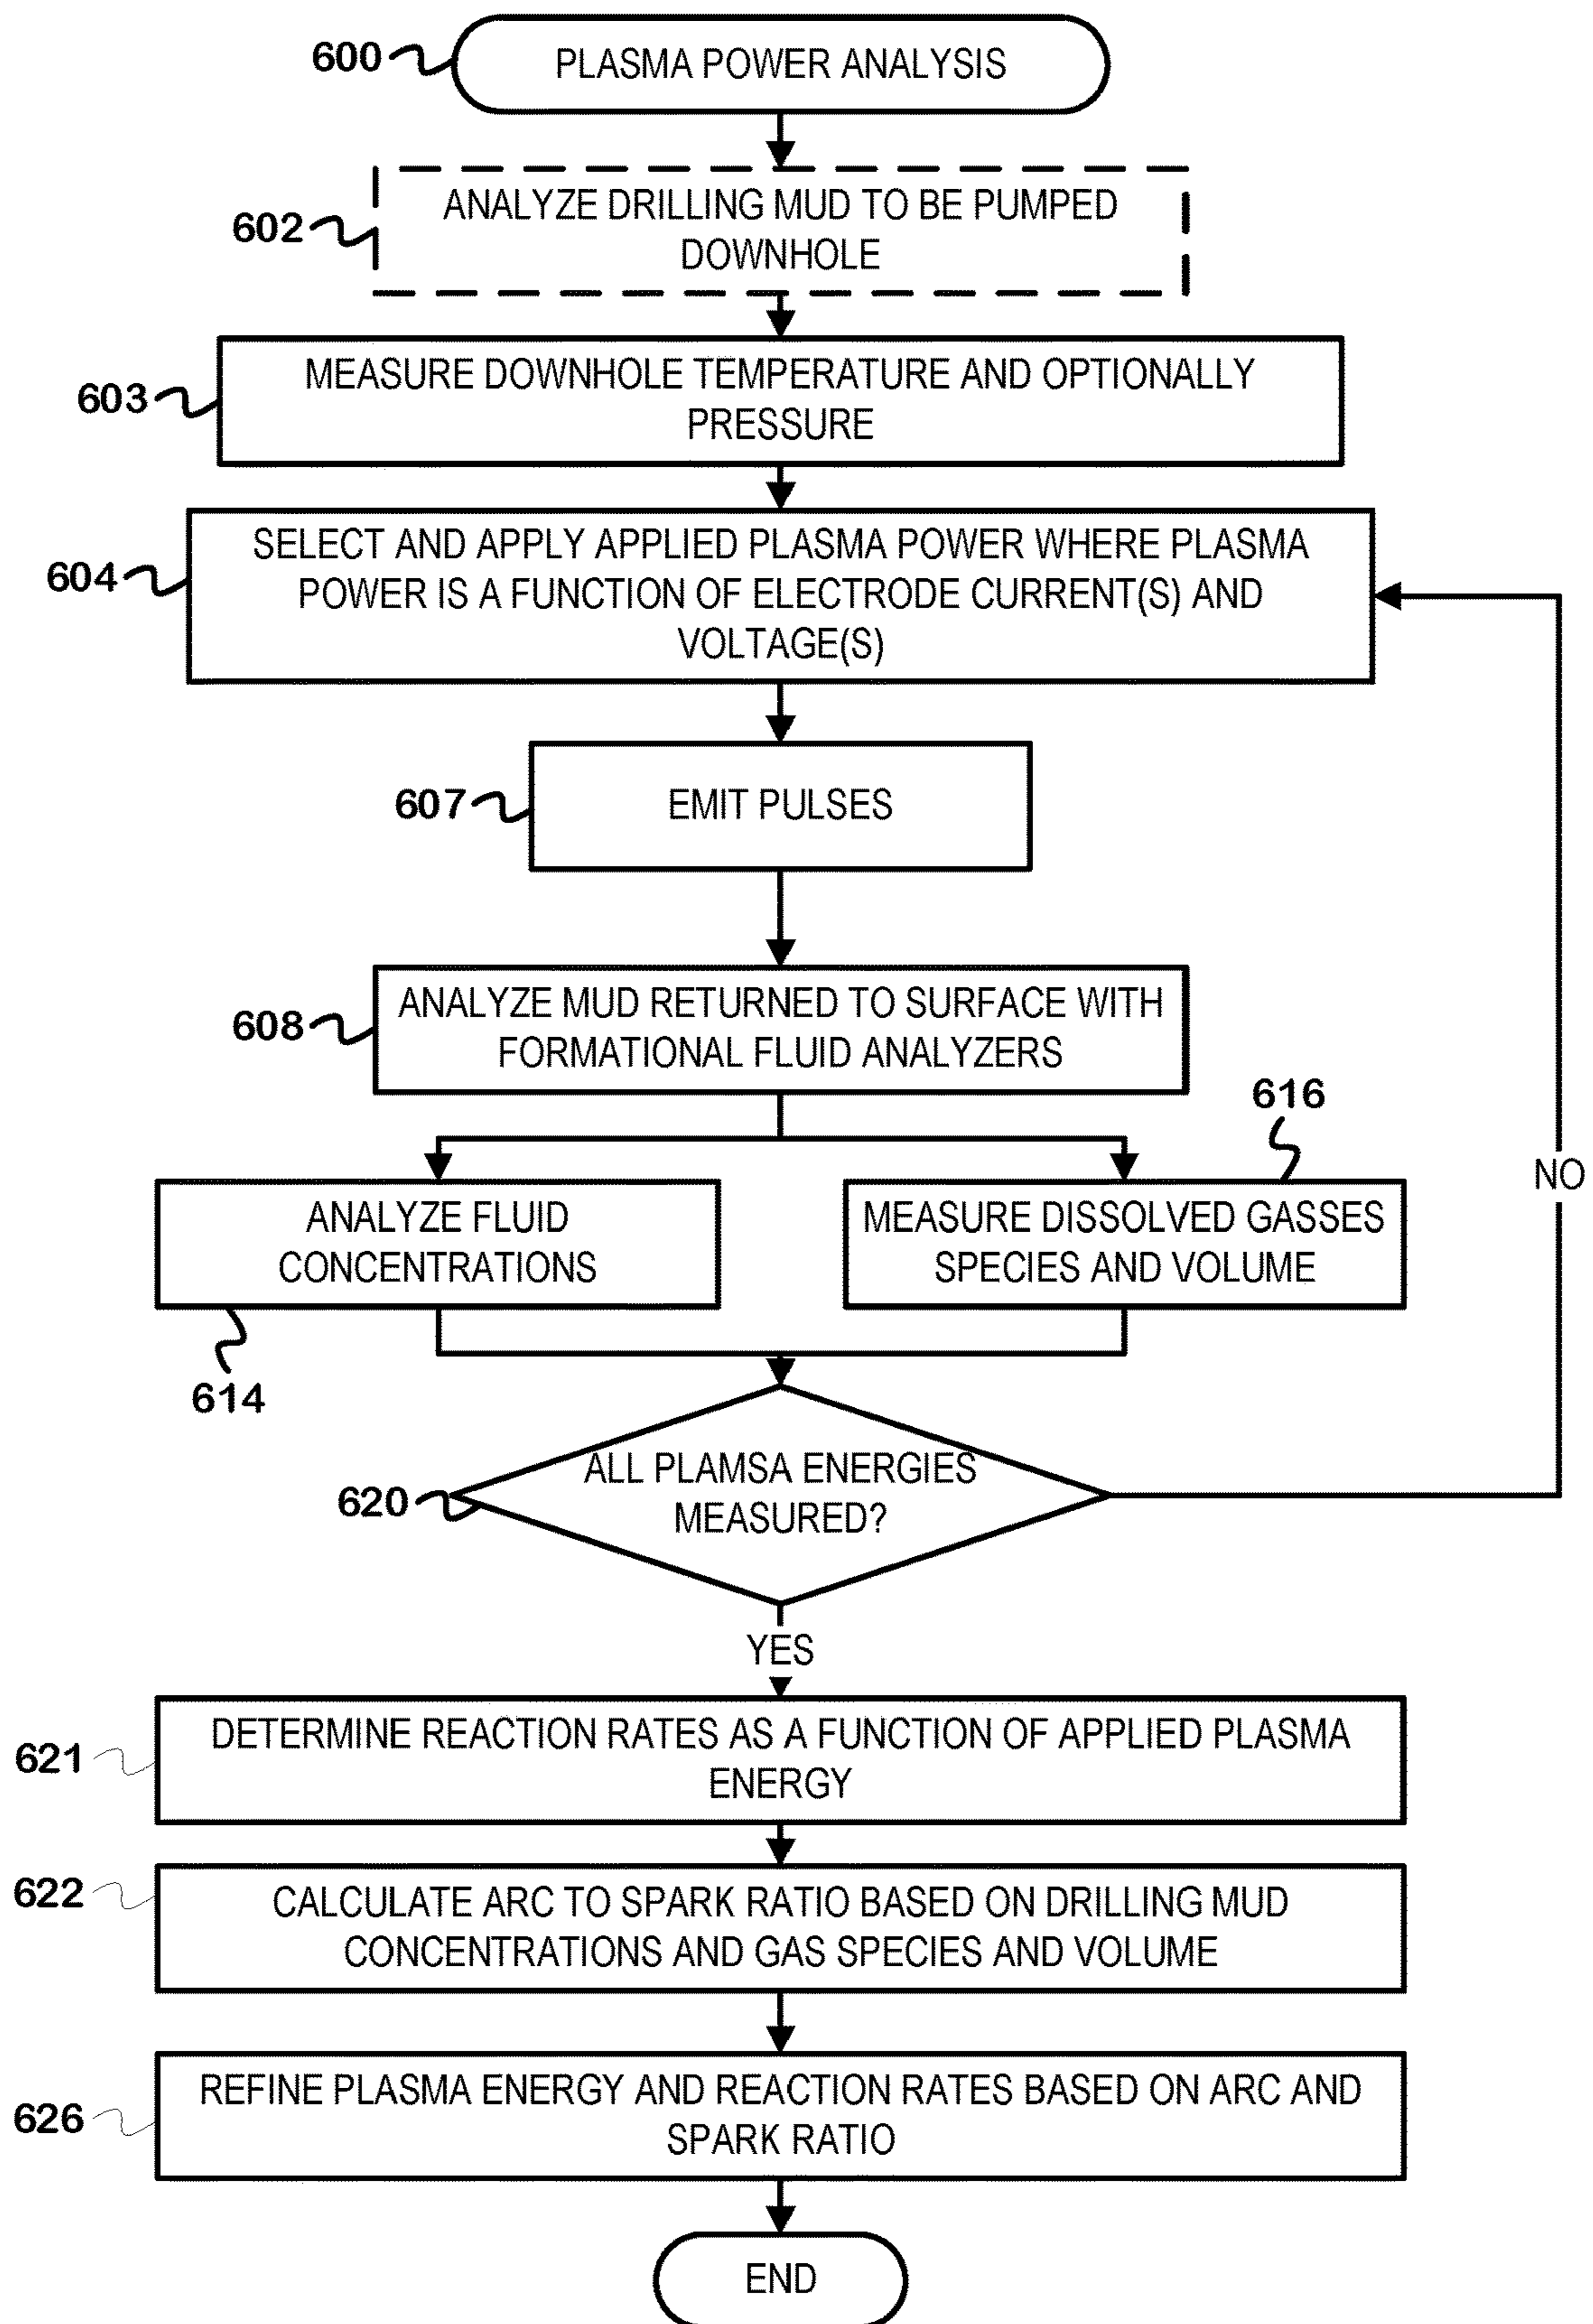 600
PLASMA POWER ANALYSIS
602
ANALYZE DRILLING MUD TO BE PUMPED
DOWNHOLE
603
MEASURE DOWNHOLE TEMPERATURE AND OPTIONALLY
PRESSURE
604
SELECT AND APPLY APPLIED PLASMA POWER WHERE PLASMA
POWER IS A FUNCTION OF ELECTRODE CURRENT(S) AND
VOLTAGE(S)
607
EMIT PULSES
608
ANALYZE MUD RETURNED TO SURFACE WITH
FORMATIONAL FLUID ANALYZERS
616
NO
ANALYZE FLUID
CONCENTRATIONS
MEASURE DISSOLVED GASSES
SPECIES AND VOLUME
614
620
ALL PLAMSA ENERGIES
MEASURED?
YES
621
DETERMINE REACTION RATES AS A FUNCTION OF APPLIED PLASMA
ENERGY
622
CALCULATE ARC TO SPARK RATIO BASED ON DRILLING MUD
CONCENTRATIONS AND GAS SPECIES AND VOLUME
626
REFINE PLASMA ENERGY AND REACTION RATES BASED ON ARC AND
SPARK RATIO
END